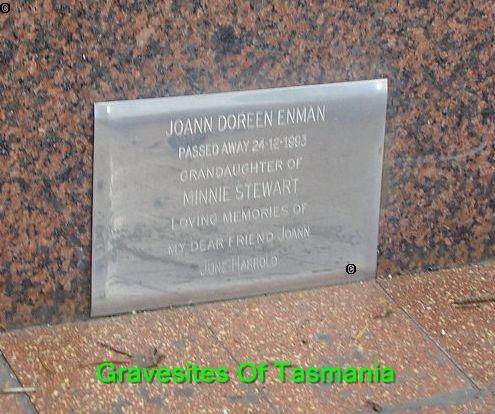 ©
JOANN DOREEN ENMAN
PASSED AWAY 24-12-1993
GRANDAUGHTER OF
MINNIE STEWART
LOVING MEMORIES OF
MY DEAR FRIEND JOANN
JUNE HARROLD
©
Gravesites Of Tasmania